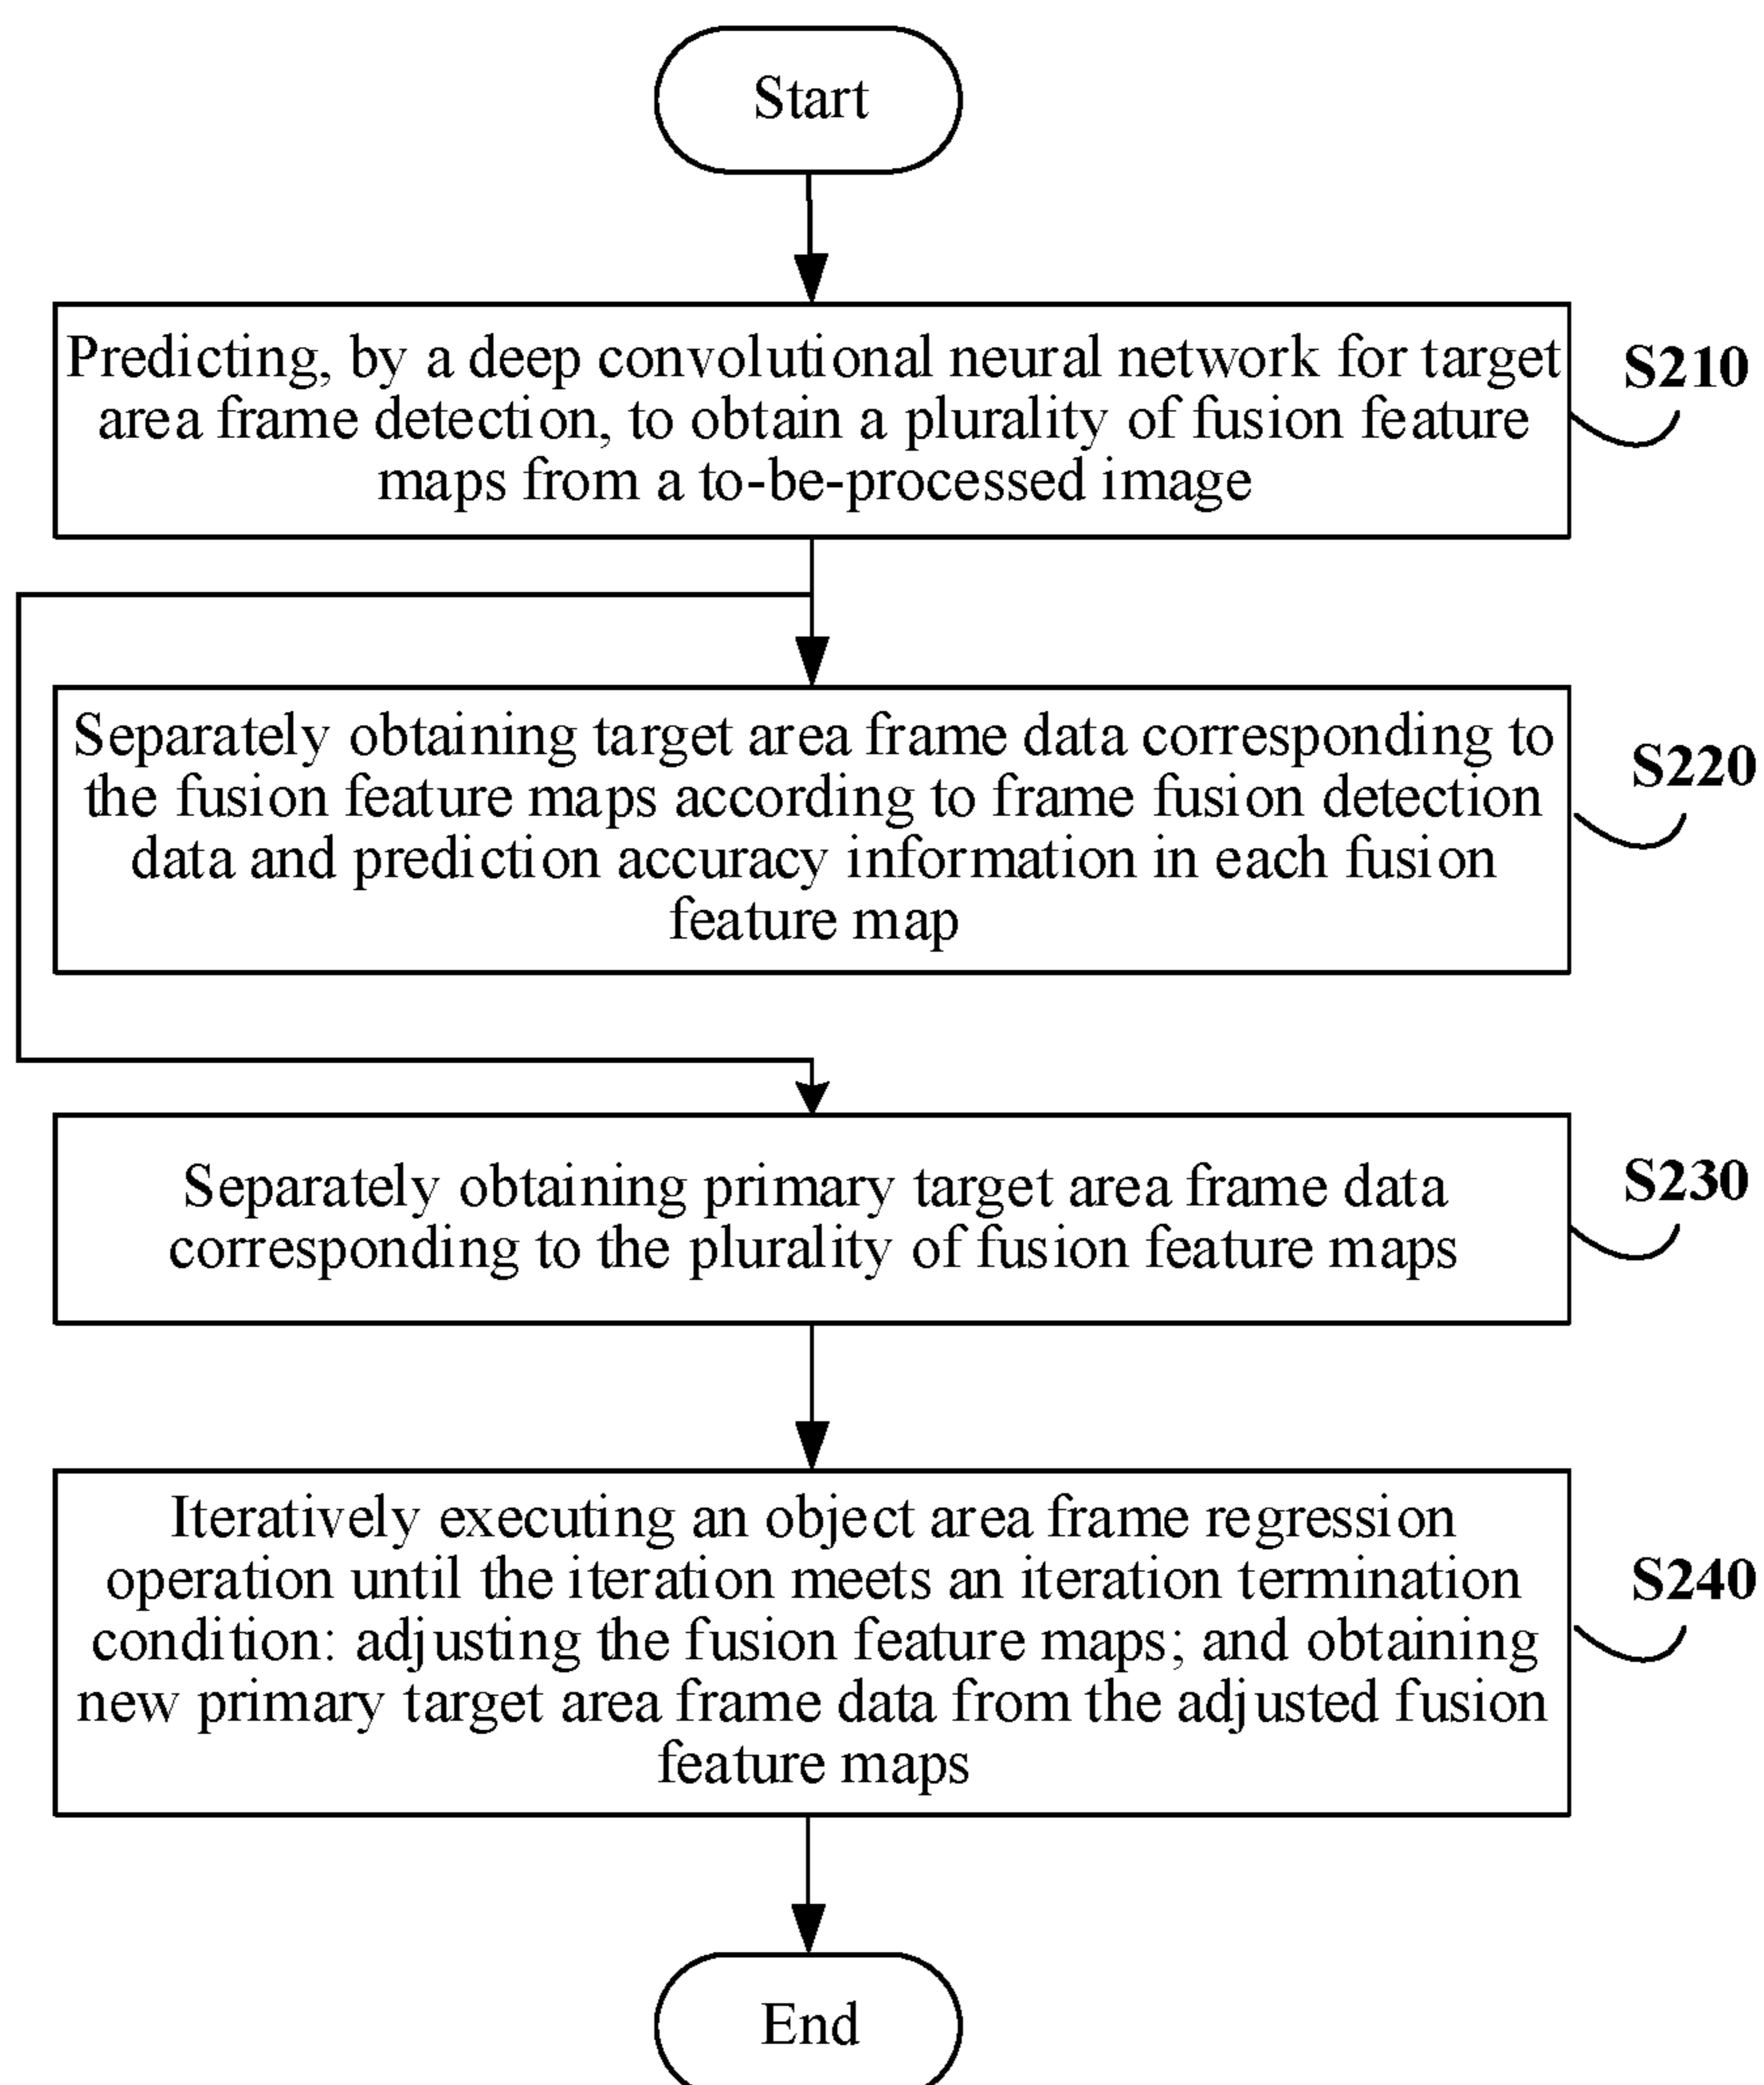 Start
Predicting, by a deep convolutional neural network for target
area frame detection, to obtain a plurality of fusion feature
maps from a to-be-processed image
S210
Separately obtaining target area frame data corresponding to
the fusion feature maps according to frame fusion detection
data and prediction accuracy information in each fusion
feature map
S220
Separately obtaining primary target area frame data
corresponding to the plurality of fusion feature maps
S230
Iteratively executing an object area frame regression
operation until the iteration meets an iteration termination
condition: adjusting the fusion feature maps; and obtaining
new primary target area frame data from the adjusted fusion
feature maps
S240
End